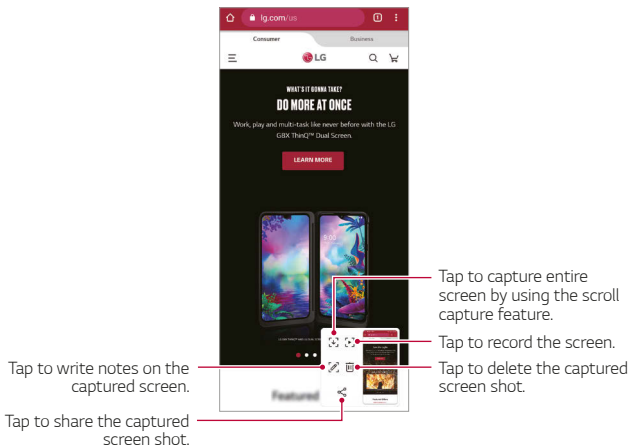 lg.com/us
Consumer
Business
LG
WHAT'S IT GONNA TAKE?
DO MORE AT ONCE
Work, play and multi-task like never before with the LG
G8X ThinQ™ Dual Screen.
LEARN MORE
Tap to capture entire
screen by using the scroll
capture feature.
Tap to record the screen.
Tap to write notes on the
captured screen.
Tap to delete the captured
screen shot.
Featured
Tap to share the captured
screen shot.